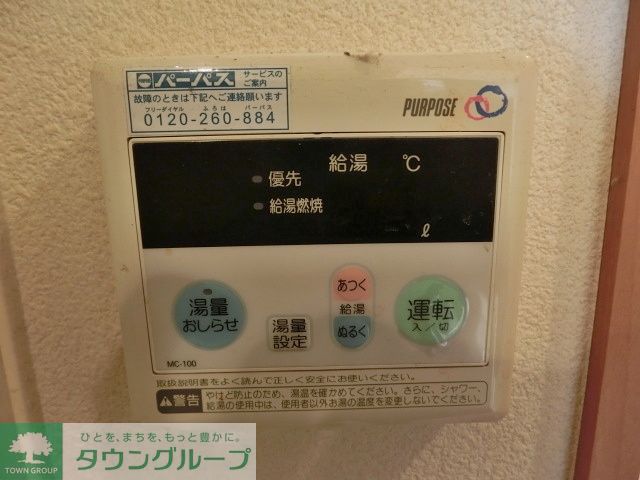 パーパス
サービスの
ご案内
故障のときは下記へご連絡願います
フリーダイヤル ふろは パーパス
0120-260-884
PURPOSE
給湯 ℃
優先
給湯燃焼
ℓ
湯量
おしらせ
湯量
設定
あつく
給湯
ぬるく
運転
入/切
MC-100
取扱説明書をよく読んで正しく安全にお使いください。
警告
やけど防止のため、湯温を確かめてください。さらに、シャワー、
給湯の使用中は、使用者以外お湯の温度を変更しないでください。
TOWN GROUP
ひとを、まちを、もっと豊かに。
タウングループ